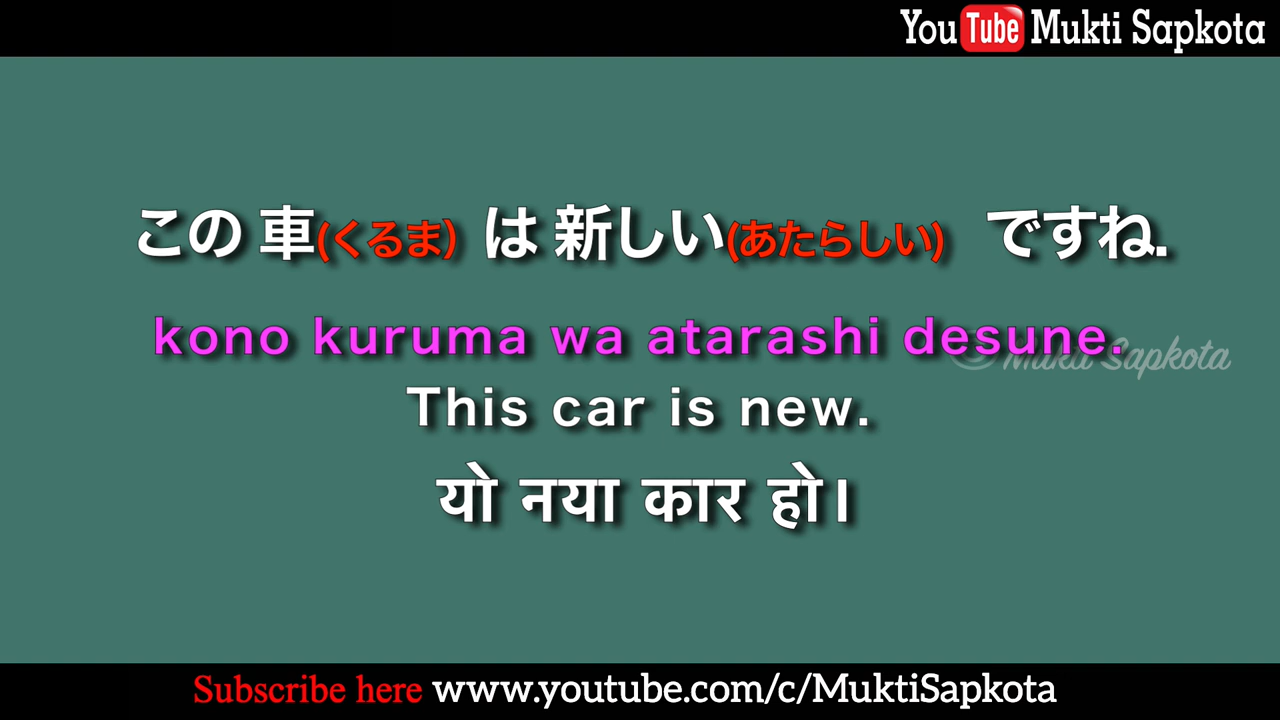 You Tube Mukti Sapkota
この 車(くるま) は 新しい(あたらしい) ですね.
kono kuruma wa atarashi desune.
© Mukti Sapkota
This car is new.
यो नया कार हो।
Subscribe here www.youtube.com/c/MuktiSapkota